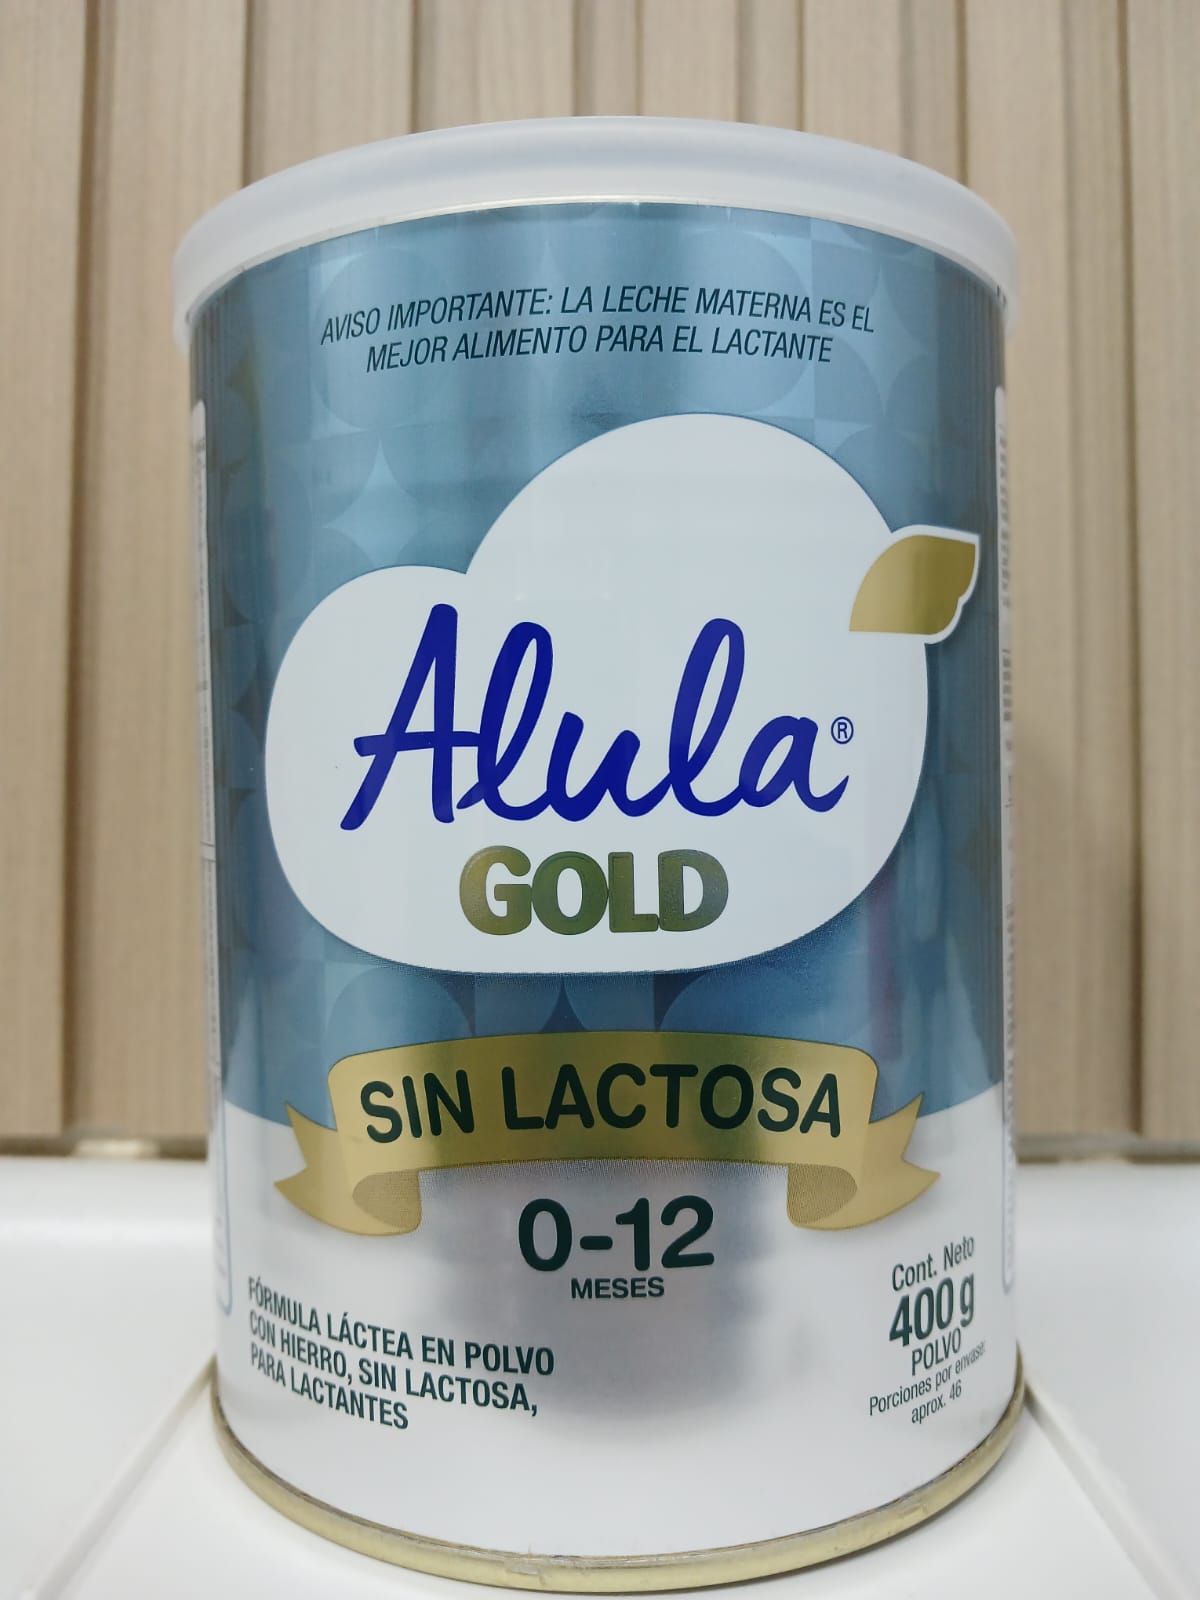 AVISO IMPORTANTE: LA LECHE MATERNA ES EL
MEJOR ALIMENTO PARA EL LACTANTE
Alula®
GOLD
SIN LACTOSA
0-12
MESES
FÓRMULA LÁCTEA EN POLVO
CON HIERRO, SIN LACTOSA,
PARA LACTANTES
Cont. Neto
400 g
POLVO
Porciones por envase:
aprox. 46